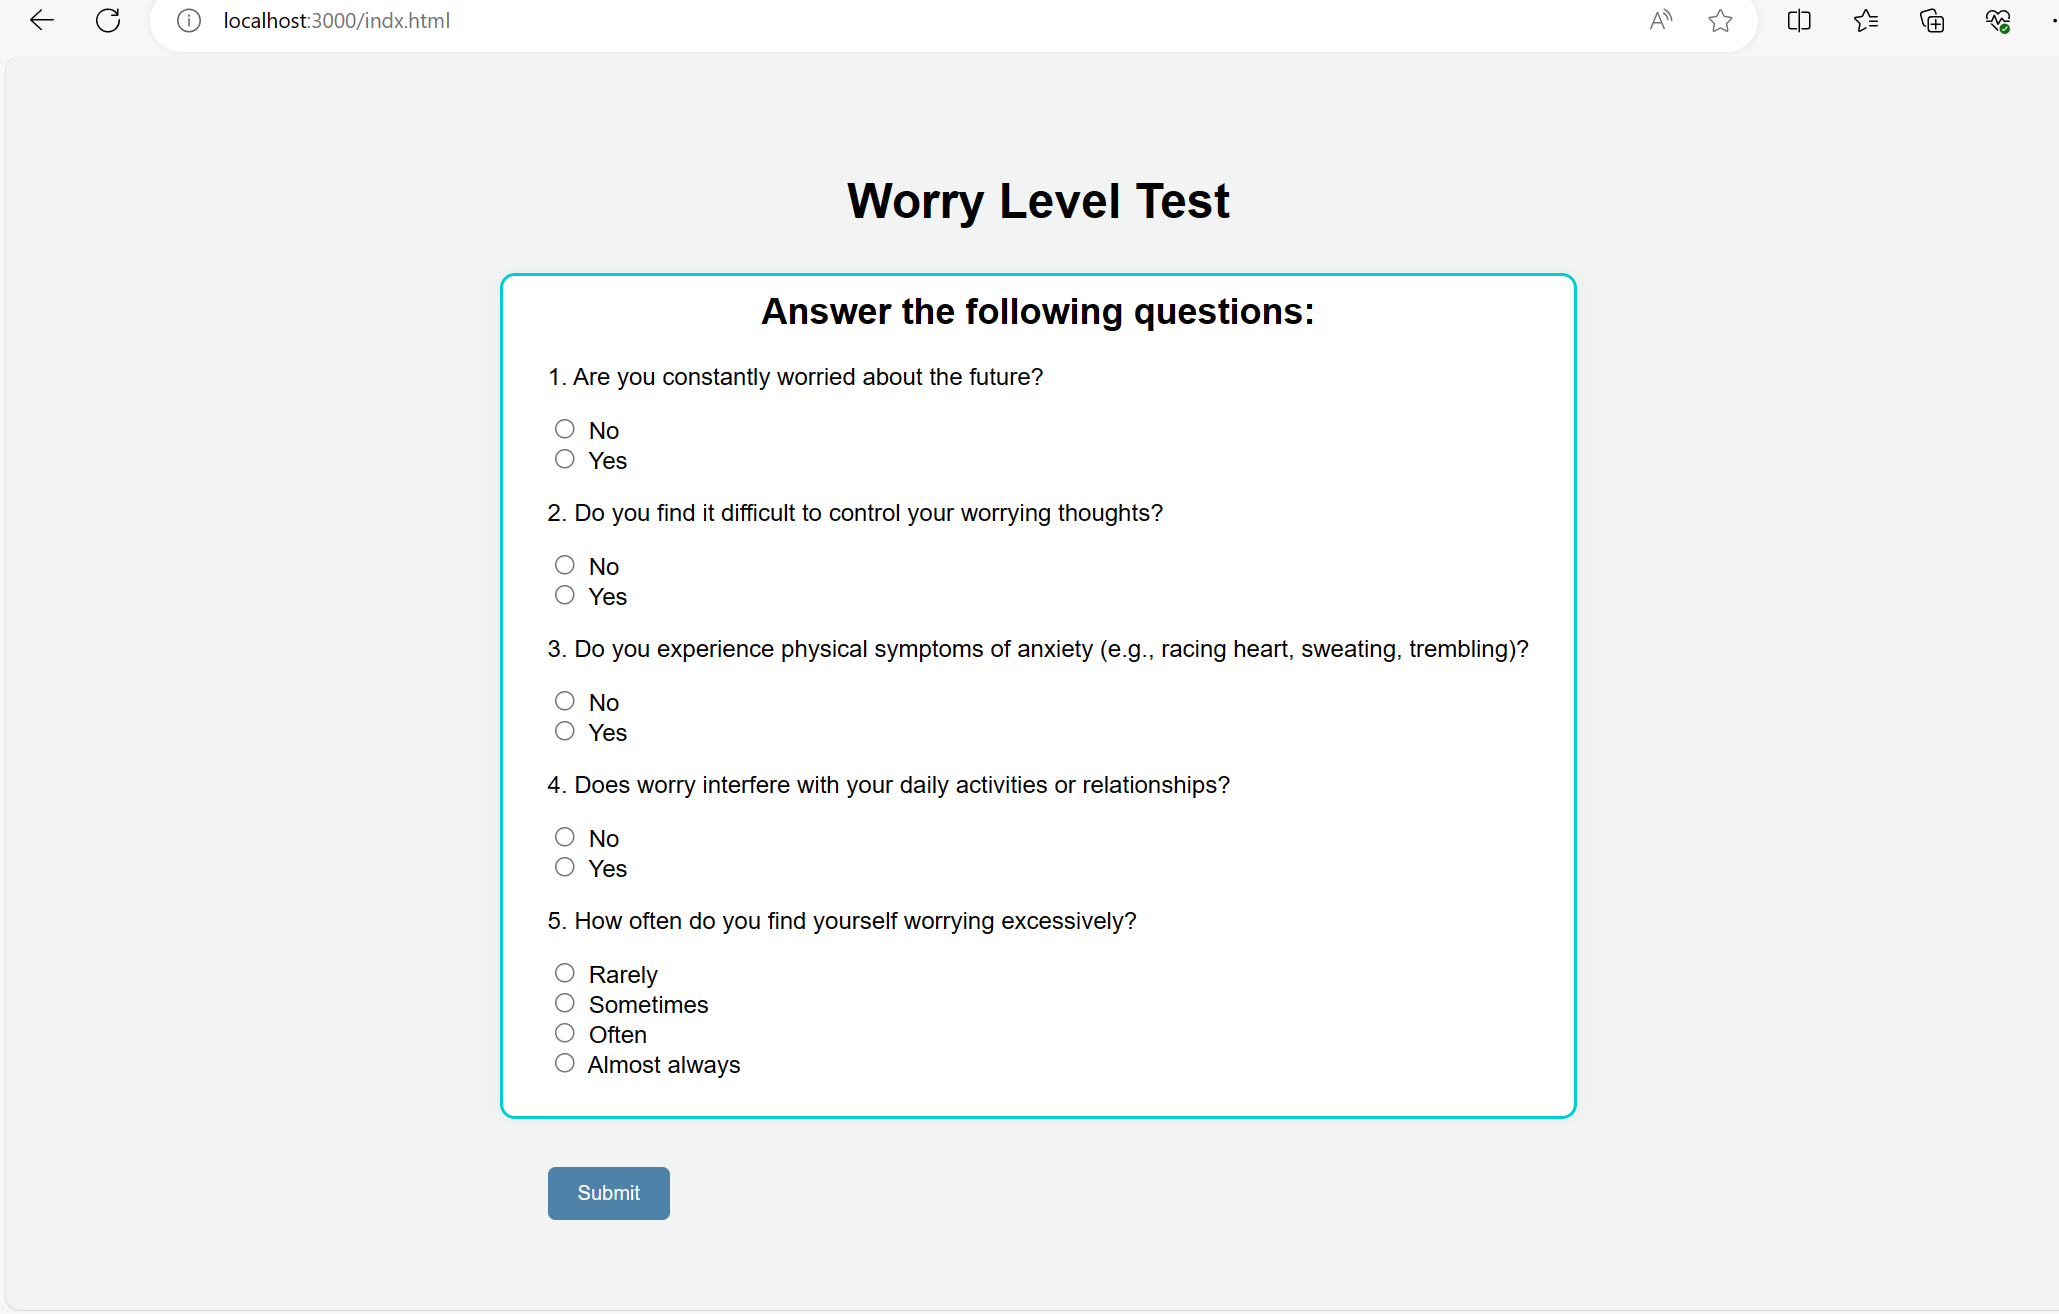 localhost:3000/indx.html
Worry Level Test
Answer the following questions:
1. Are you constantly worried about the future?
No
Yes
2. Do you find it difficult to control your worrying thoughts?
No
Yes
3. Do you experience physical symptoms of anxiety (e.g., racing heart, sweating, trembling)?
No
Yes
4. Does worry interfere with your daily activities or relationships?
No
Yes
5. How often do you find yourself worrying excessively?
Rarely
Sometimes
Often
Almost always
Submit